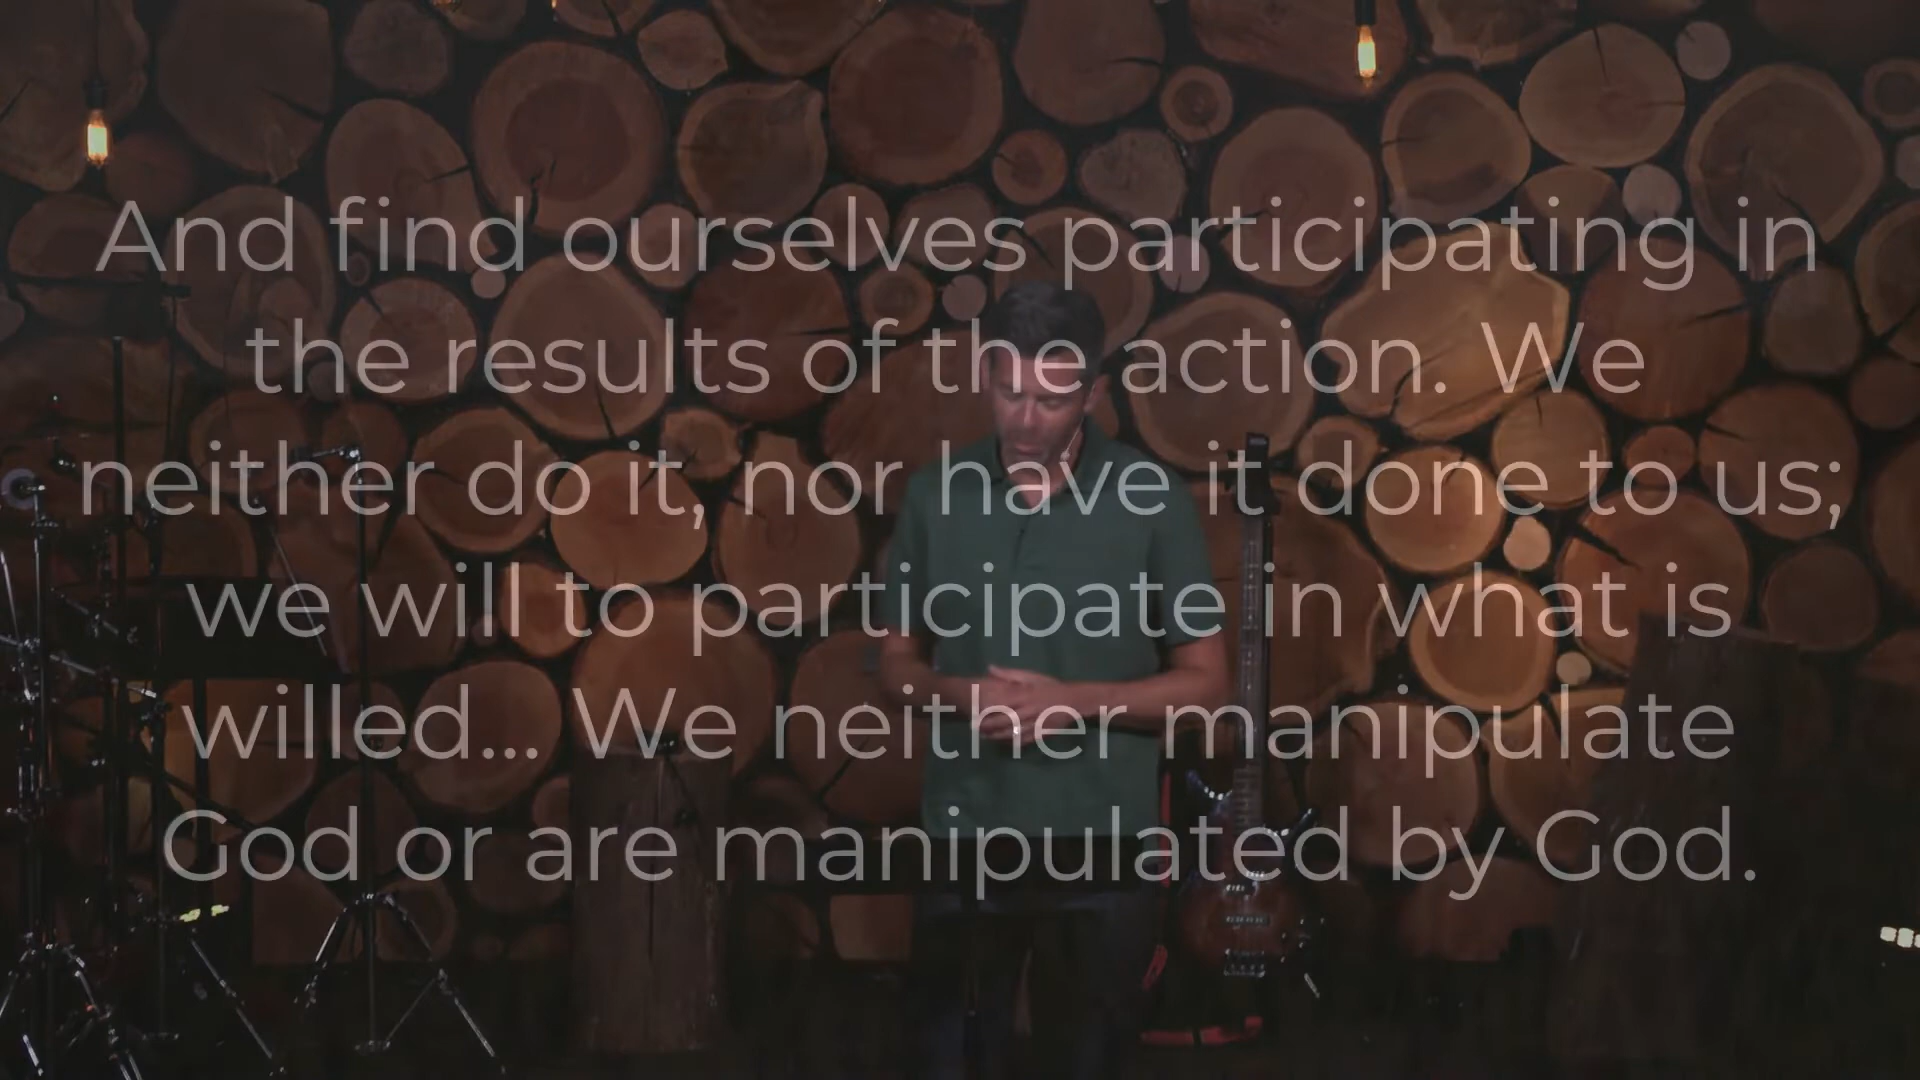 And find ourselves participating in
the results of the action. We
neither do it, nor have it done to us;
we will to participate in what is
willed... We neither manipulate
God or are manipulated by God.